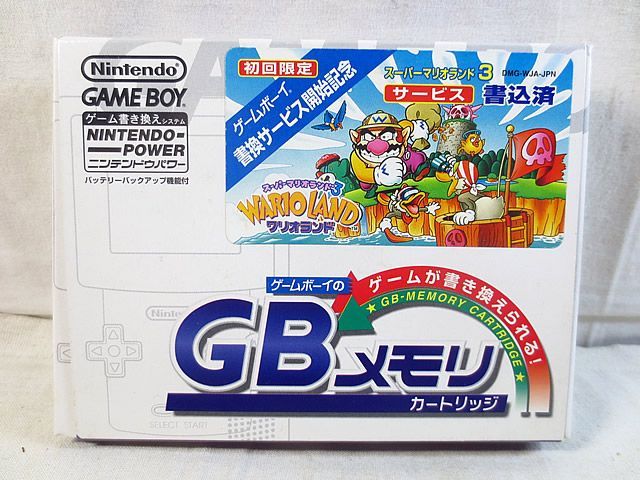 Nintendo
GAME BOY
ゲーム書き換えシステム
NINTENDO
POWER
ニンテンドウパワー
バッテリーバックアップ機能付
初回限定
ゲームボーイ
書換サービス開始記念
スーパーマリオランド3
DMG-WJA-JPN
サービス
書込済
スーパーマリオランド3
WARIOLAND
ワリオランド
ゲームボーイの
ゲームが書き換えられる!
★ GB-MEMORY CARTRIDGE ★
GBメモリ
カートリッジ
Ninte
SELECT START